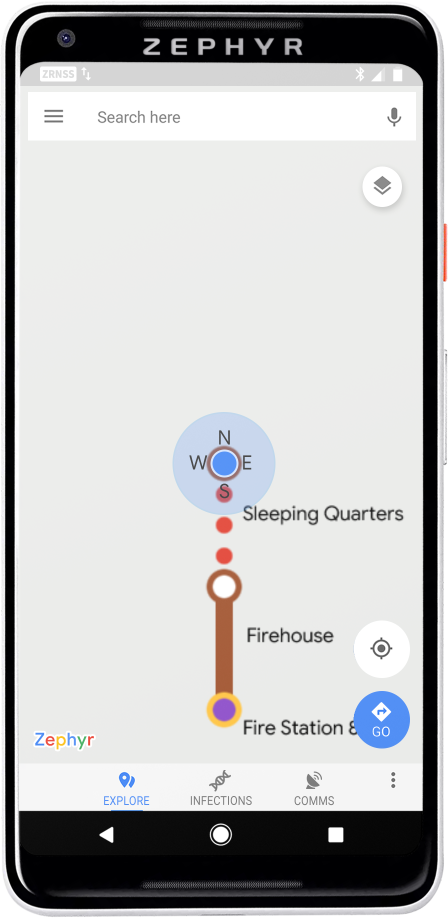 ZEPHYR
ZRNSS
Search here
N
W E
S
Sleeping Quarters
Firehouse
Fire Station 8
GO
Zephyr
EXPLORE INFECTIONS COMMS